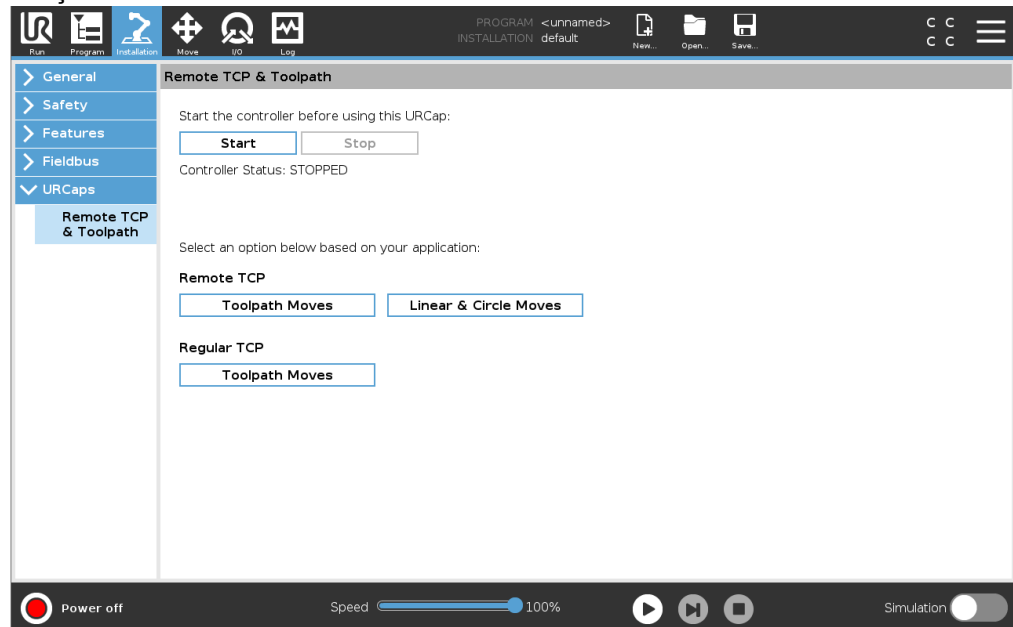 PROGRAM <unnamed>
INSTALLATION default
UR
Run Program Installation Move I/O Log New... Open... Save...
C C
C C
General
Safety
Features
Fieldbus
URCaps
Remote TCP
& Toolpath
Remote TCP & Toolpath
Start the controller before using this URCap:
Start Stop
Controller Status: STOPPED
Select an option below based on your application:
Remote TCP
Toolpath Moves Linear & Circle Moves
Regular TCP
Toolpath Moves
Power off Speed 100% Simulation